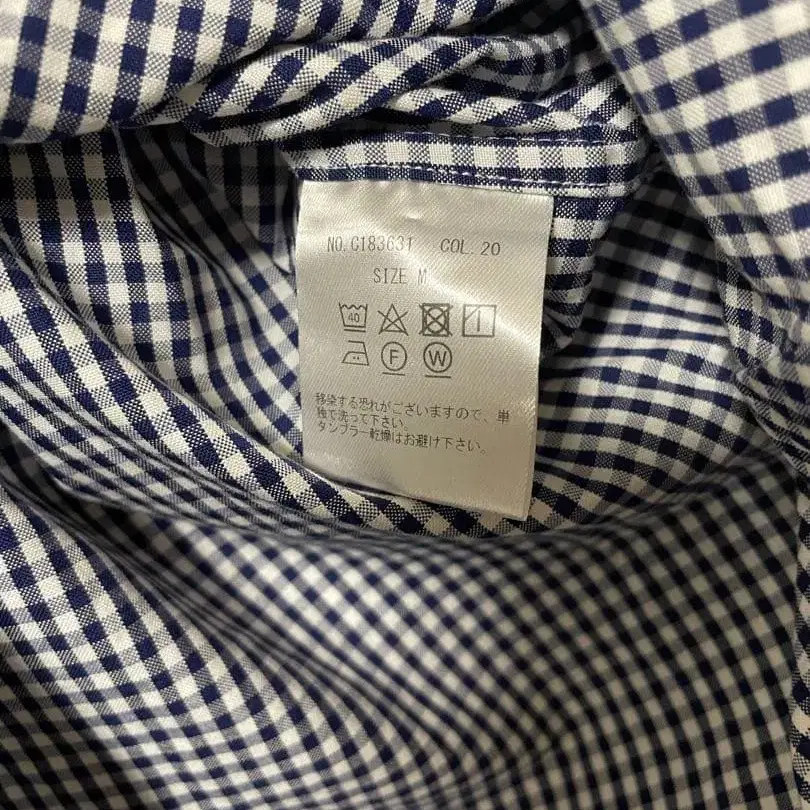 NO.C18363T COL.20
SIZE M
40
F W
移染する恐れがございますので、単
独で洗って下さい。
タンブラー乾燥はお避け下さい。